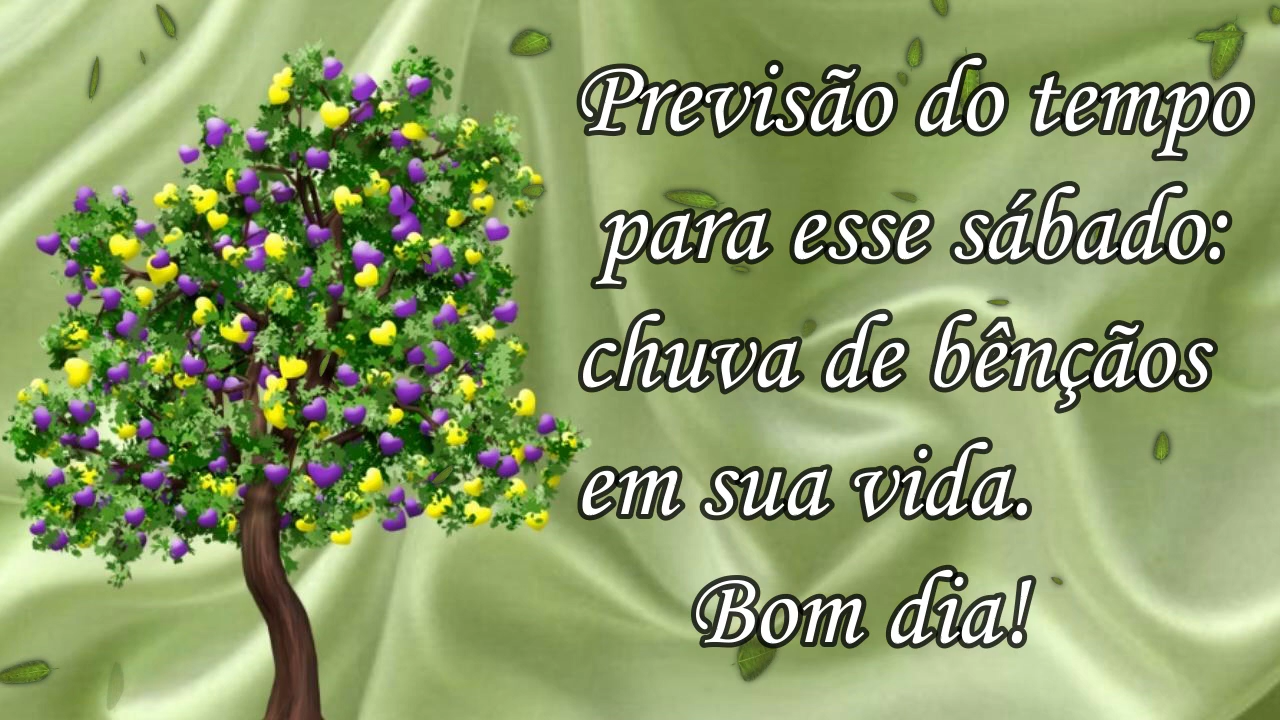 Previsão do tempo
para esse sábado:
chuva de bênçãos
em sua vida.
Bom dia!